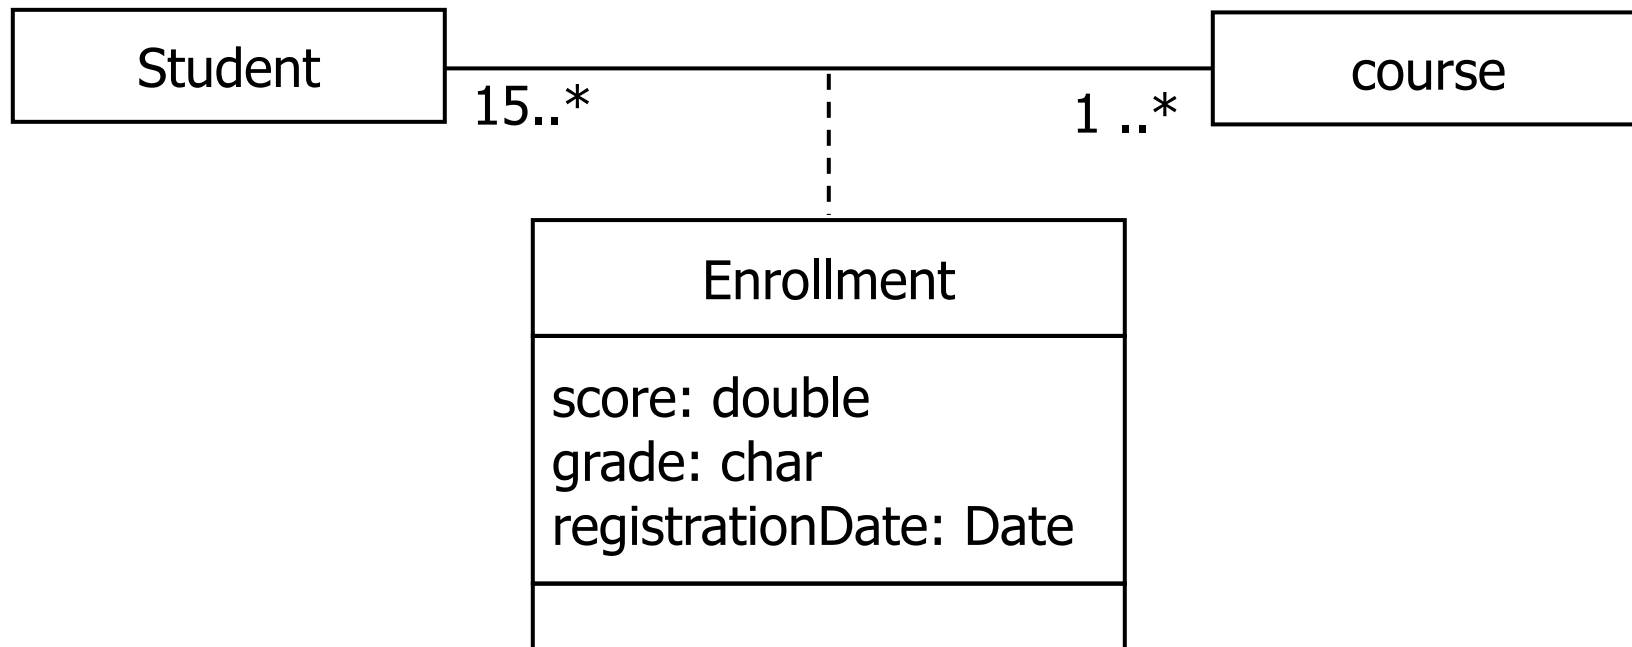 Student
course
15..*
1 ..*
Enrollment
score: double
grade: char
registrationDate: Date